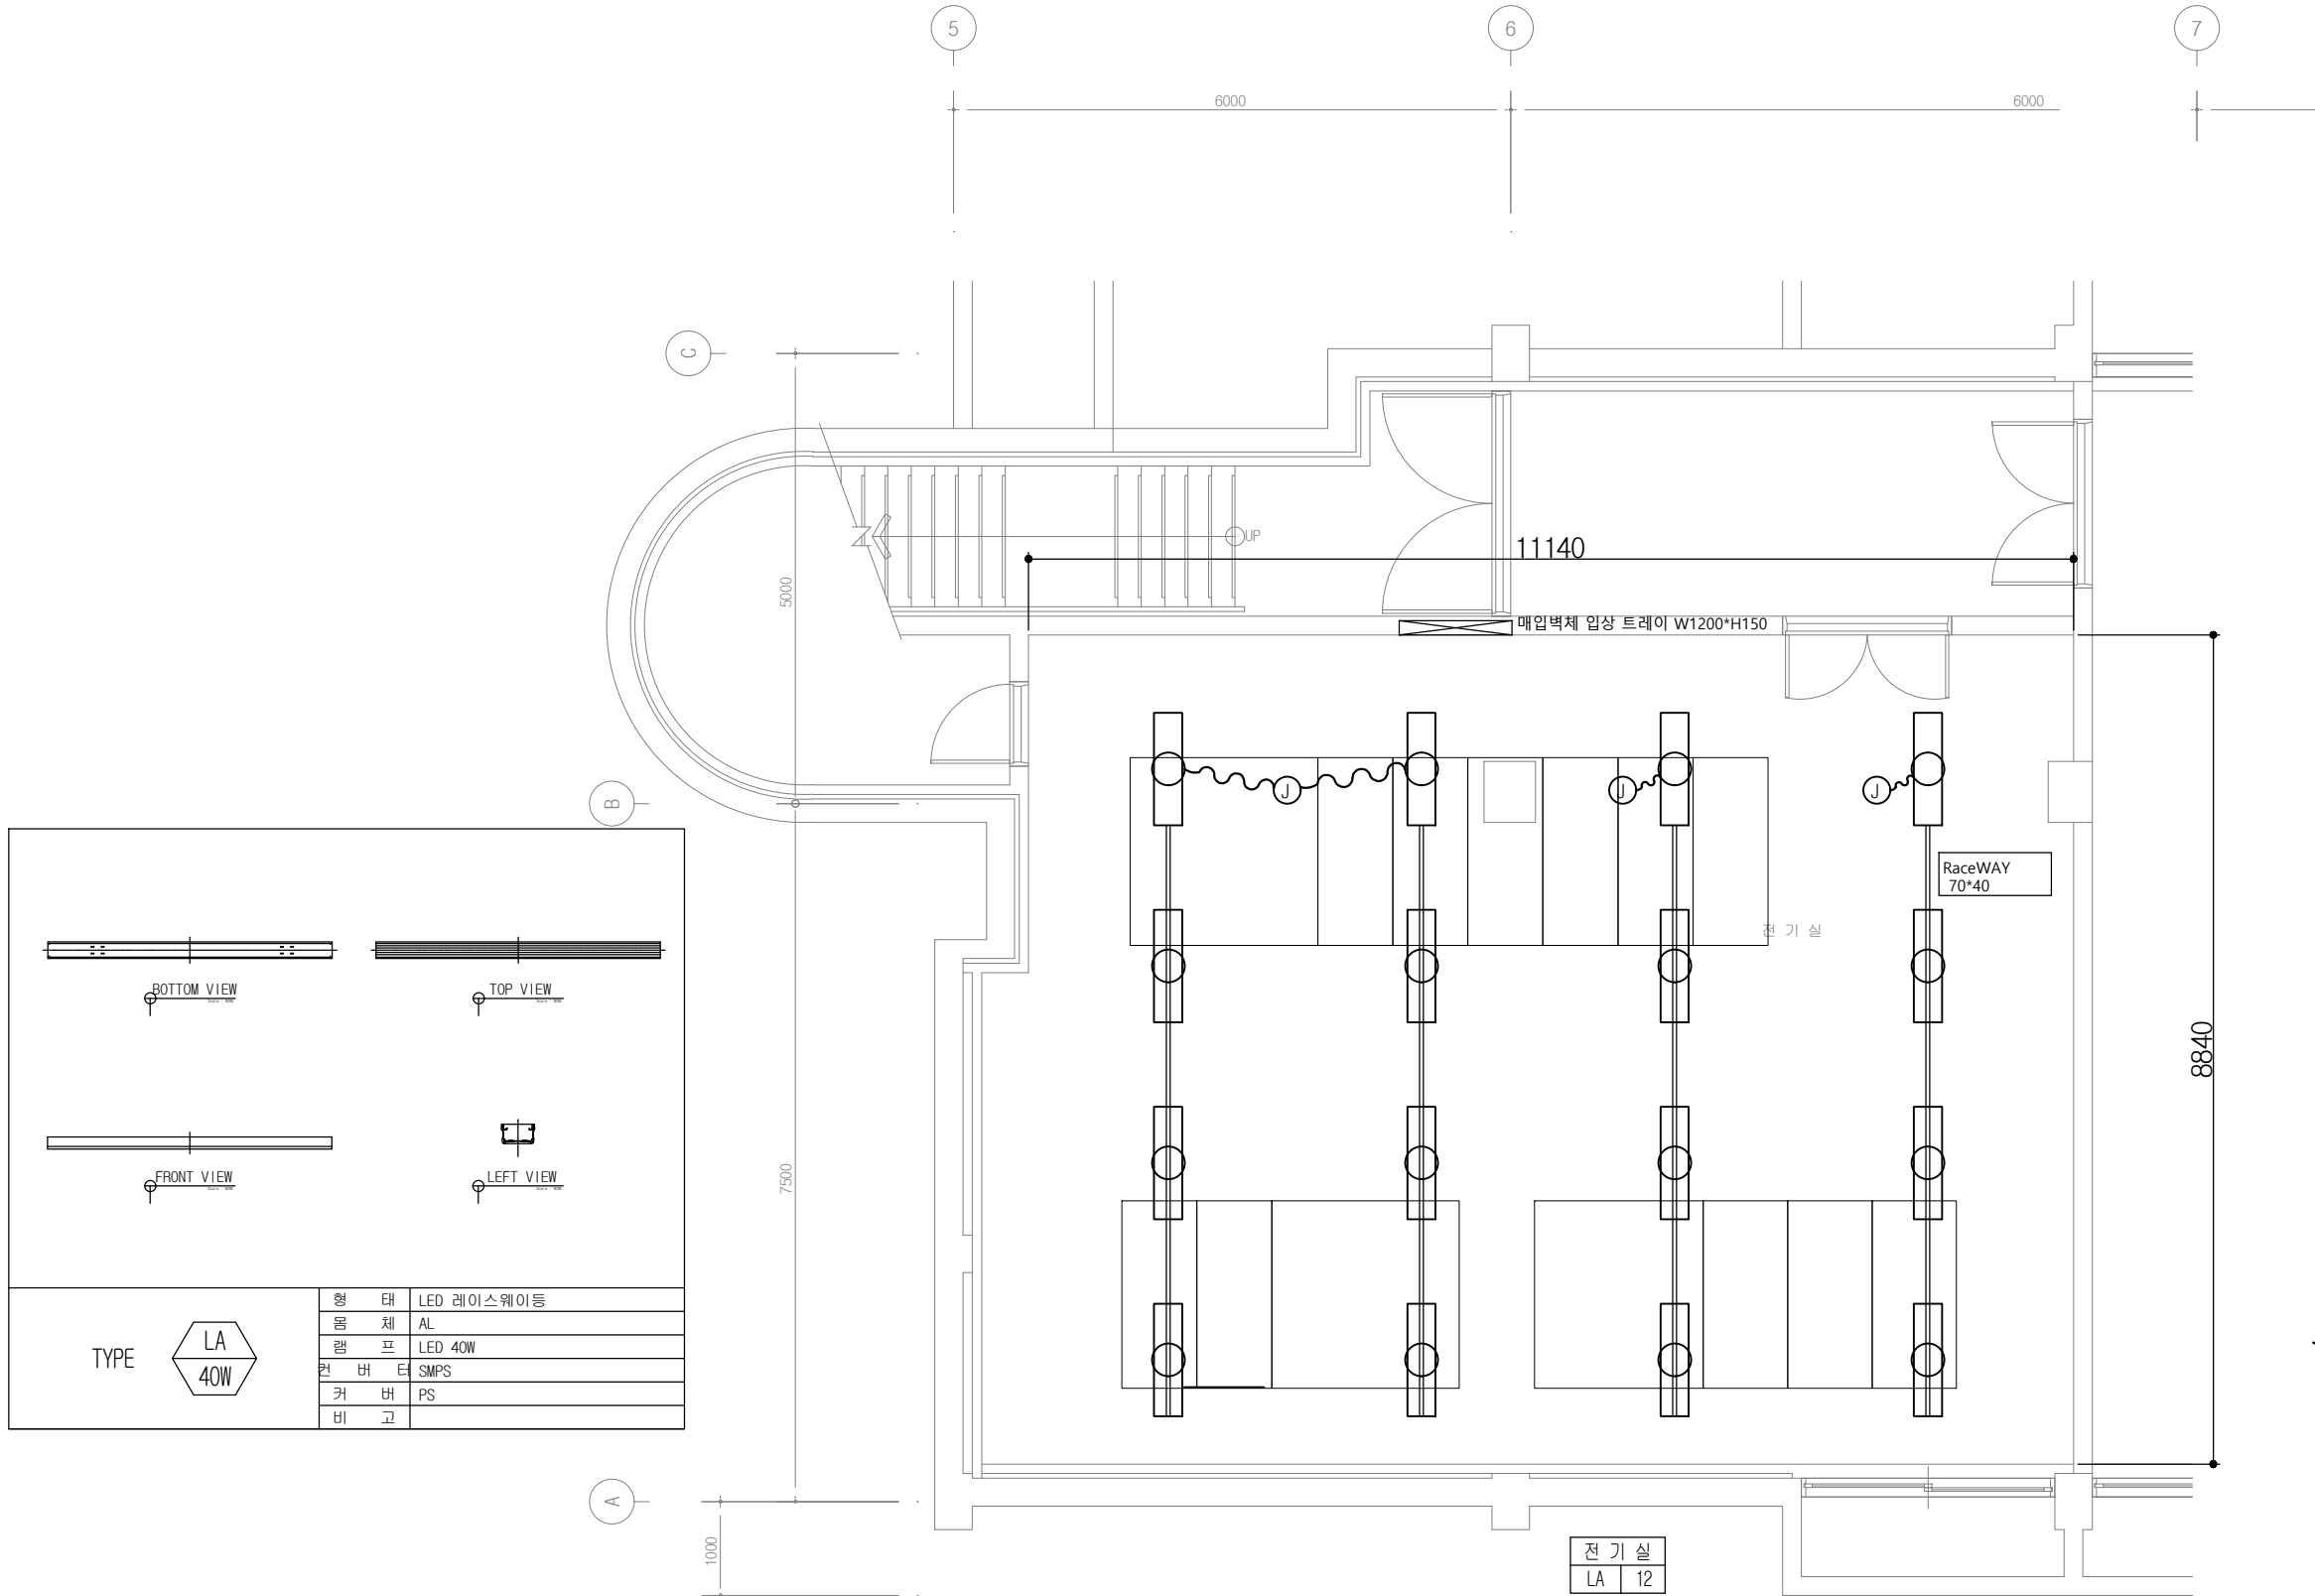 5
6
7
6000
6000
C
UP
11140
5000
매입벽체 입상 트레이 W1200*H150
B
J
J
J
RaceWAY
70*40
전 기 실
BOTTOM VIEW
TOP VIEW
8840
FRONT VIEW
LEFT VIEW
7500
형 태 LED 레이스웨이등
몸 체 AL
램 프 LED 40W
컨 버 터 SMPS
커 버 PS
비 고
TYPE
LA
40W
A
1000
전 기 실
LA 12